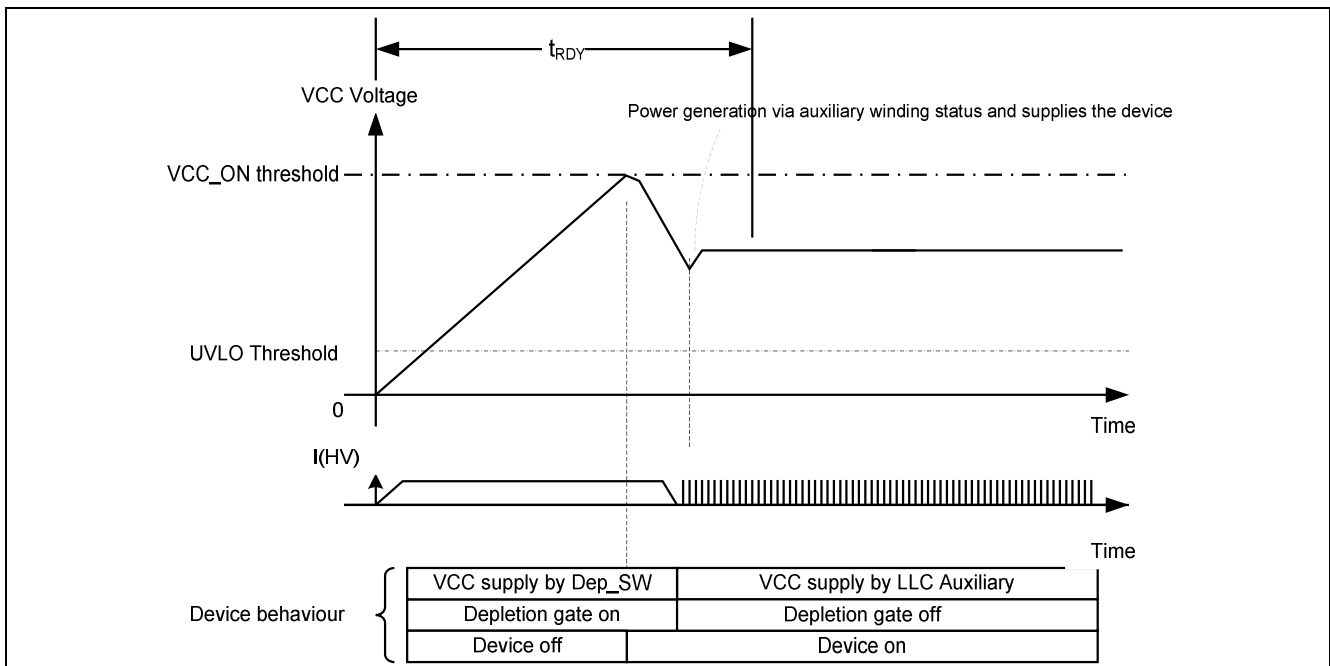 tRDY
VCC Voltage
Power generation via auxiliary winding status and supplies the device
VCC_ON threshold
UVLO Threshold
0
Time
I(HV)
Time
Device behaviour
VCC supply by Dep_SW
VCC supply by LLC Auxiliary
Depletion gate on
Depletion gate off
Device off
Device on